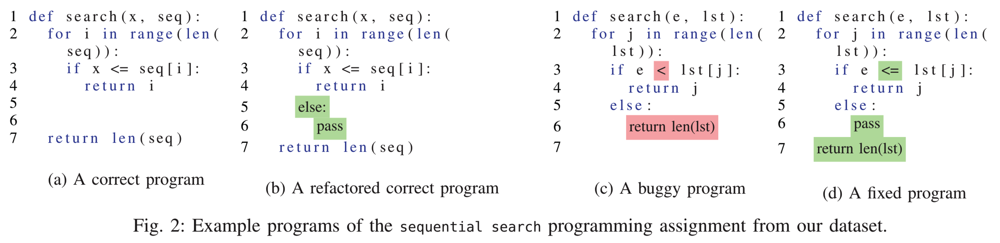 1 def search(x, seq):
2 for i in range(len(
seq)):
3 if x <= seq[i]:
4 return i
5
6
7 return len(seq)
(a) A correct program
1 def search(x, seq):
2 for i in range(len(
seq)):
3 if x <= seq[i]:
4 return i
5 else:
6 pass
7 return len(seq)
(b) A refactored correct program
1 def search(e, lst):
2 for j in range(len(
lst)):
3 if e < lst[j]:
4 return j
5 else:
6 return len(lst)
7
(c) A buggy program
1 def search(e, lst):
2 for j in range(len(
lst)):
3 if e <= lst[j]:
4 return j
5 else:
6 pass
7 return len(lst)
(d) A fixed program
Fig. 2: Example programs of the sequential search programming assignment from our dataset.